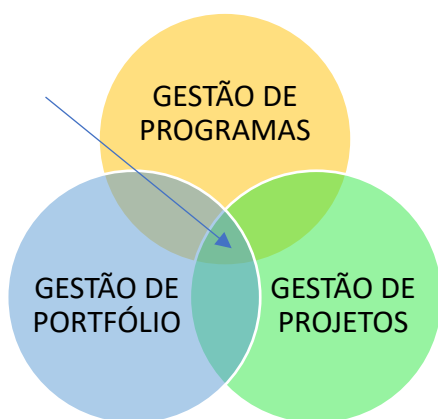 GESTÃO DE
PROGRAMAS
GESTÃO DE
PORTFÓLIO
GESTÃO DE
PROJETOS